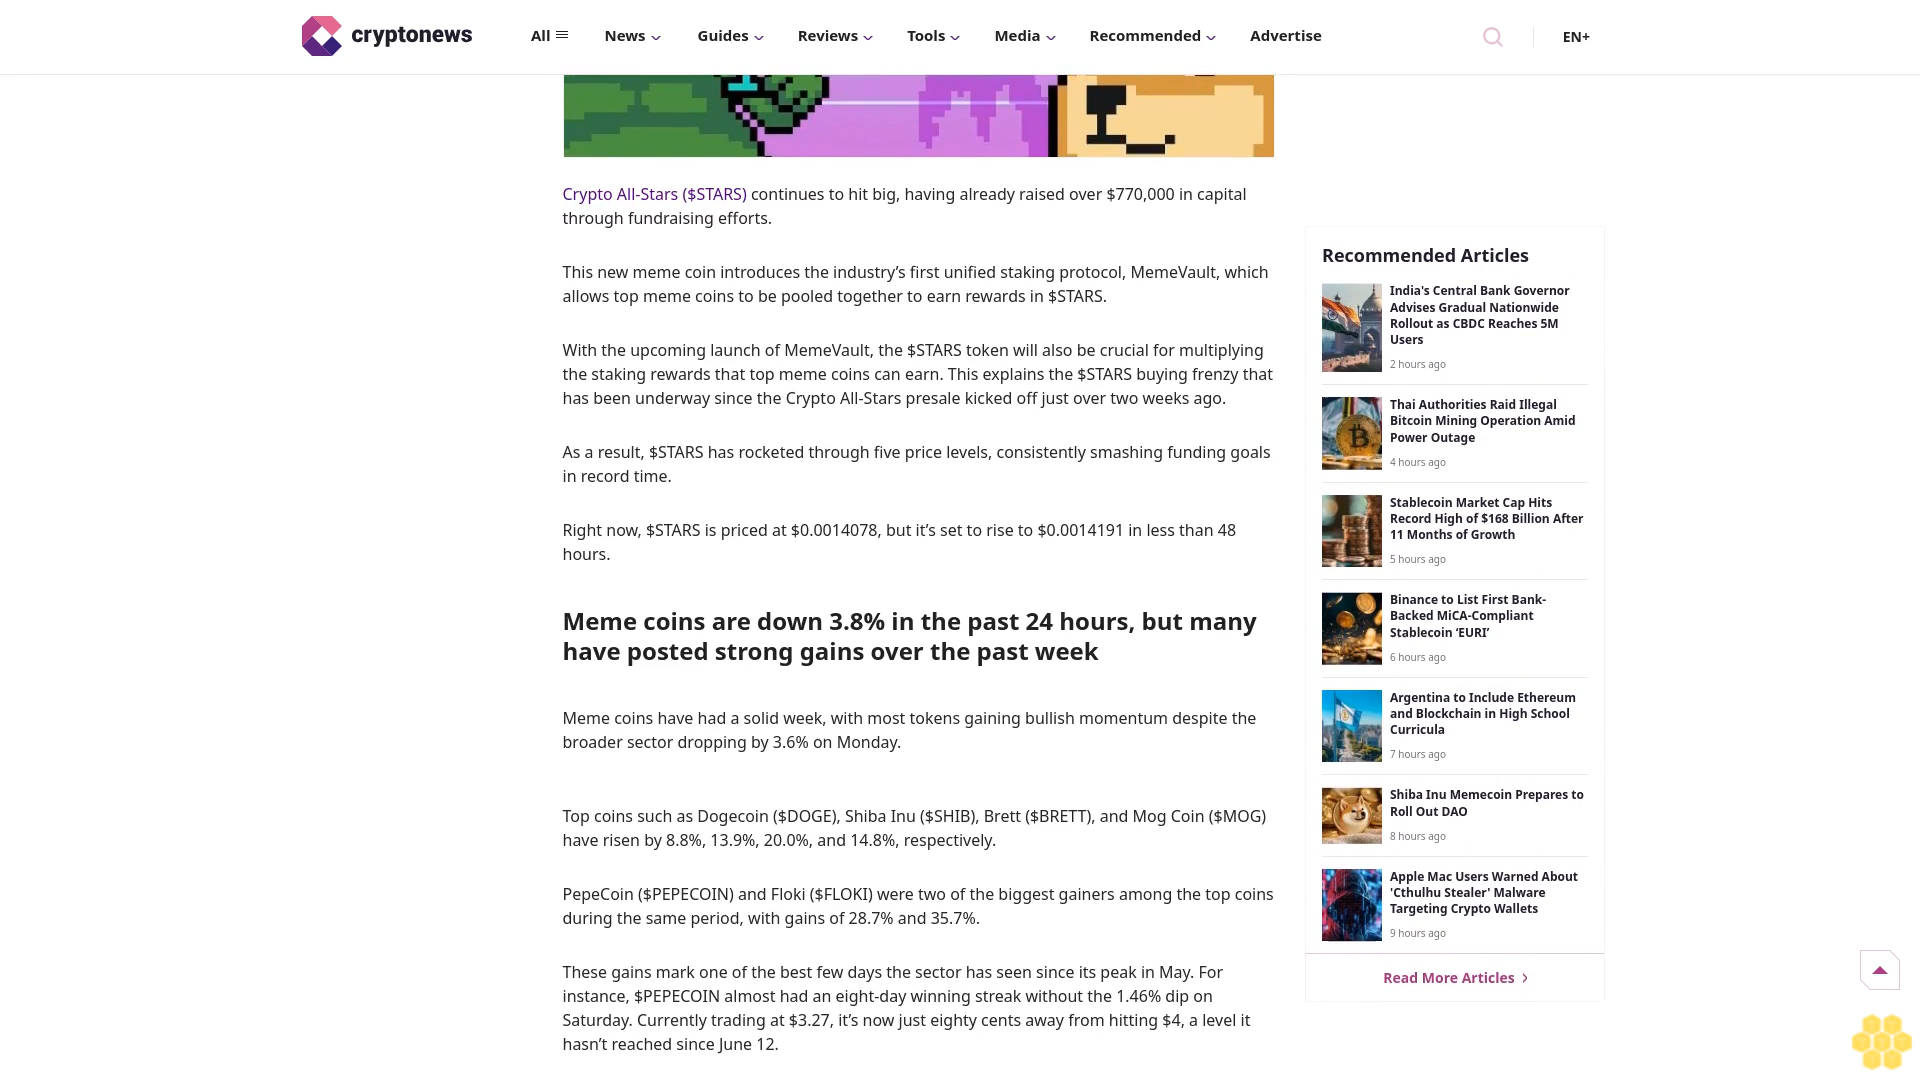 cryptonews
All
News
Guides
Reviews
Tools
Media
Recommended
Advertise
EN+
Crypto All-Stars ($STARS) continues to hit big, having already raised over $770,000 in capital
through fundraising efforts.
This new meme coin introduces the industry’s first unified staking protocol, MemeVault, which
allows top meme coins to be pooled together to earn rewards in $STARS.
With the upcoming launch of MemeVault, the $STARS token will also be crucial for multiplying
the staking rewards that top meme coins can earn. This explains the $STARS buying frenzy that
has been underway since the Crypto All-Stars presale kicked off just over two weeks ago.
As a result, $STARS has rocketed through five price levels, consistently smashing funding goals
in record time.
Right now, $STARS is priced at $0.0014078, but it’s set to rise to $0.0014191 in less than 48
hours.
Meme coins are down 3.8% in the past 24 hours, but many
have posted strong gains over the past week
Meme coins have had a solid week, with most tokens gaining bullish momentum despite the
broader sector dropping by 3.6% on Monday.
Top coins such as Dogecoin ($DOGE), Shiba Inu ($SHIB), Brett ($BRETT), and Mog Coin ($MOG)
have risen by 8.8%, 13.9%, 20.0%, and 14.8%, respectively.
PepeCoin ($PEPECOIN) and Floki ($FLOKI) were two of the biggest gainers among the top coins
during the same period, with gains of 28.7% and 35.7%.
These gains mark one of the best few days the sector has seen since its peak in May. For
instance, $PEPECOIN almost had an eight-day winning streak without the 1.46% dip on
Saturday. Currently trading at $3.27, it’s now just eighty cents away from hitting $4, a level it
hasn’t reached since June 12.
Recommended Articles
India's Central Bank Governor
Advises Gradual Nationwide
Rollout as CBDC Reaches 5M
Users
2 hours ago
Thai Authorities Raid Illegal
Bitcoin Mining Operation Amid
Power Outage
4 hours ago
Stablecoin Market Cap Hits
Record High of $168 Billion After
11 Months of Growth
5 hours ago
Binance to List First Bank-
Backed MiCA-Compliant
Stablecoin ‘EURI’
6 hours ago
Argentina to Include Ethereum
and Blockchain in High School
Curricula
7 hours ago
Shiba Inu Memecoin Prepares to
Roll Out DAO
8 hours ago
Apple Mac Users Warned About
'Cthulhu Stealer' Malware
Targeting Crypto Wallets
9 hours ago
Read More Articles